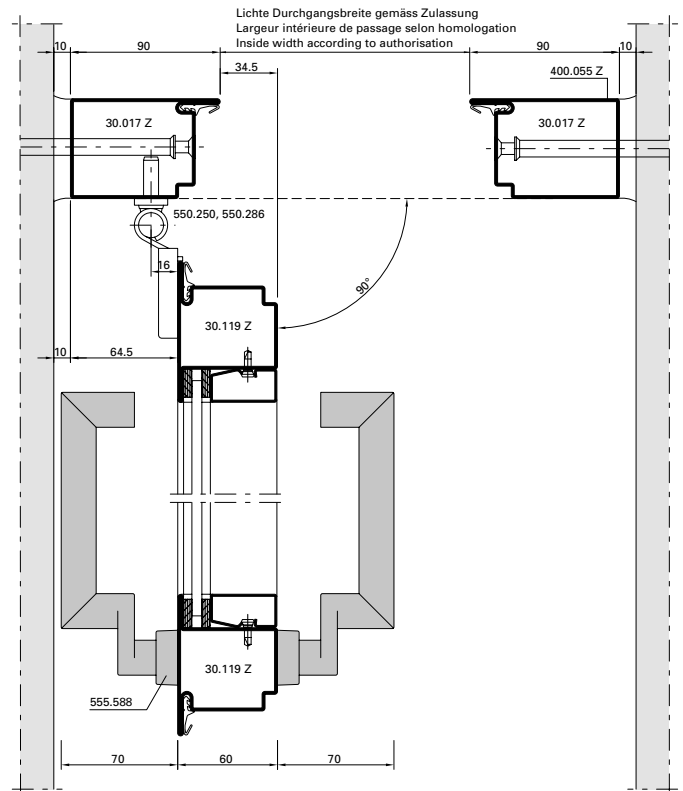 Lichte Durchgangsbreite gemäss Zulassung
Largeur intérieure de passage selon homologation
Inside width according to authorisation
10
90
90
10
34.5
400.055 Z
30.017 Z
30.017 Z
550.250, 550.286
16
90°
30.119 Z
10
64.5
30.119 Z
555.588
70
60
70